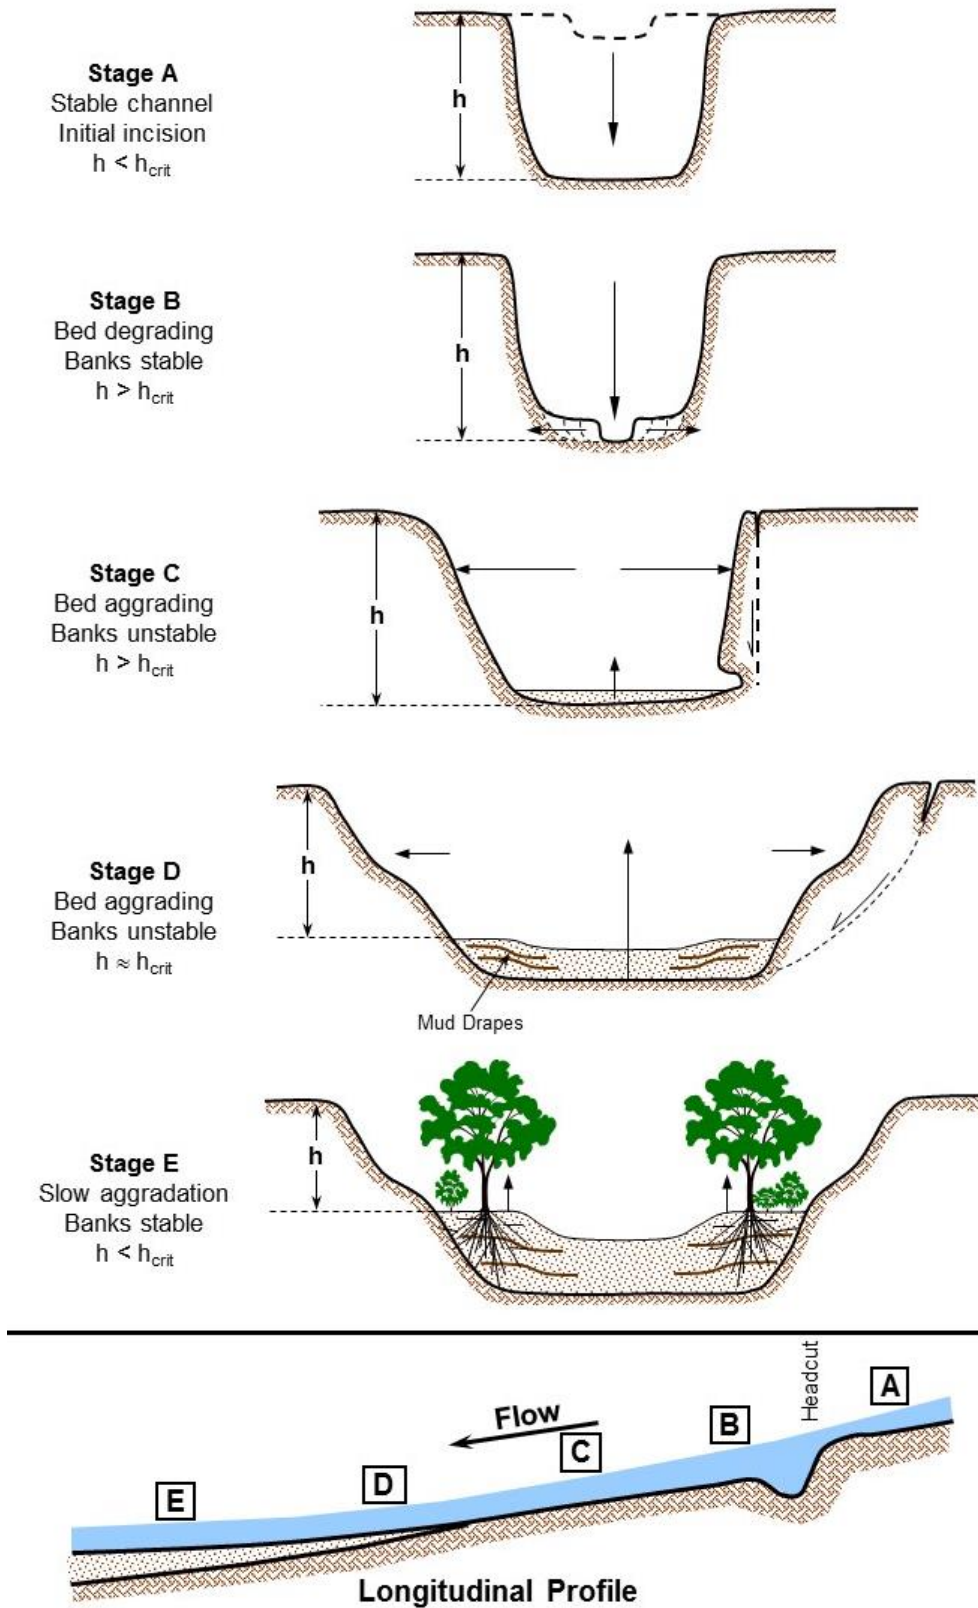 Stage A
Stable channel
Initial incision
h < hcrit
h
Stage B
Bed degrading
Banks stable
h > hcrit
h
Stage C
Bed aggrading
Banks unstable
h > hcrit
h
Stage D
Bed aggrading
Banks unstable
h ≈ hcrit
h
Mud Drapes
Stage E
Slow aggradation
Banks stable
h < hcrit
h
Headcut
A
B
Flow
C
D
E
Longitudinal Profile